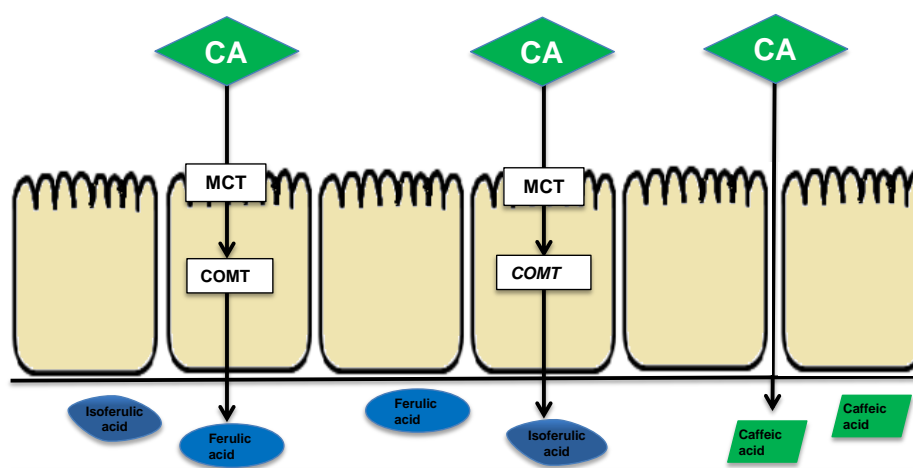 CA
CA
CA
MCT
MCT
COMT
COMT
Isoferulic
acid
Ferulic
acid
Ferulic
acid
Isoferulic
acid
Caffeic
acid
Caffeic
acid